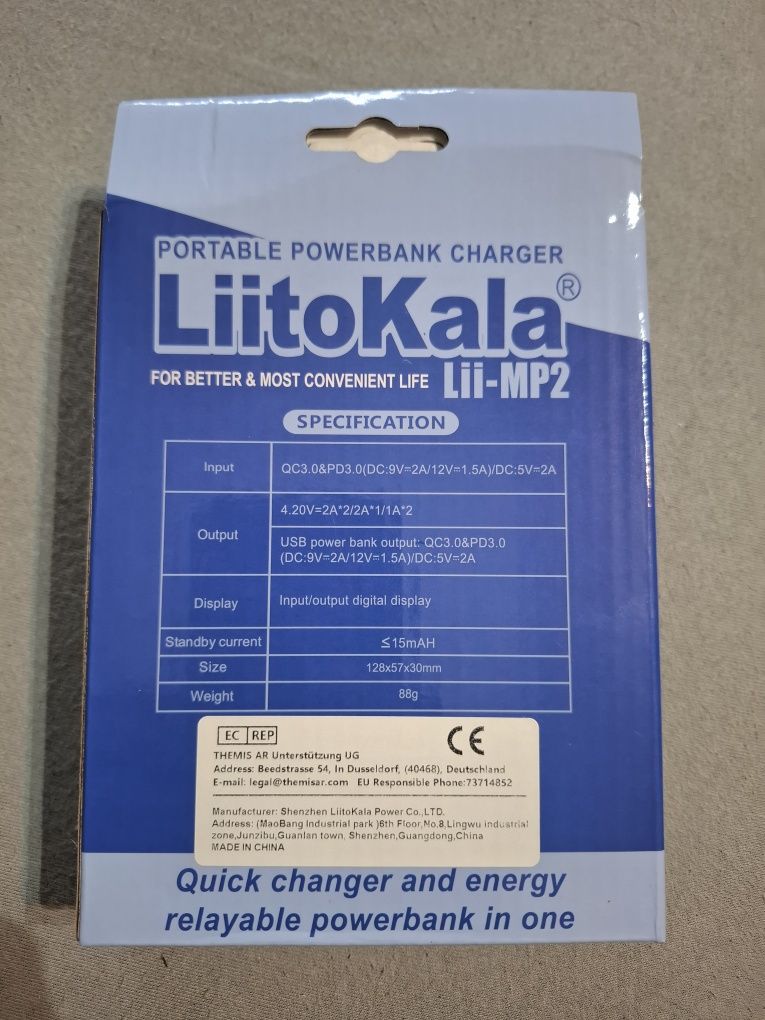 PORTABLE POWERBANK CHARGER
LiitoKala®
FOR BETTER & MOST CONVENIENT LIFE Lii-MP2
SPECIFICATION
Input QC3.0&PD3.0(DC:9V=2A/12V=1.5A)/DC:5V=2A
Output
4.20V=2A*2/2A*1/1A*2
USB power bank output: QC3.0&PD3.0
(DC:9V=2A/12V=1.5A)/DC:5V=2A
Display Input/output digital display
Standby current ≤15mAH
Size 128x57x30mm
Weight 88g
EC REP CE
THEMIS AR Unterstützung UG
Address: Beedstrasse 54, In Dusseldorf, (40468), Deutschland
E-mail: legal@themisar.com EU Responsible Phone:73714852
Manufacturer: Shenzhen LiitoKala Power Co.,LTD.
Address: (MaoBang Industrial park )6th Floor,No.8,Lingwu industrial
zone,Junzibu,Guanlan town, Shenzhen,Guangdong,China
MADE IN CHINA
Quick changer and energy
relayable powerbank in one